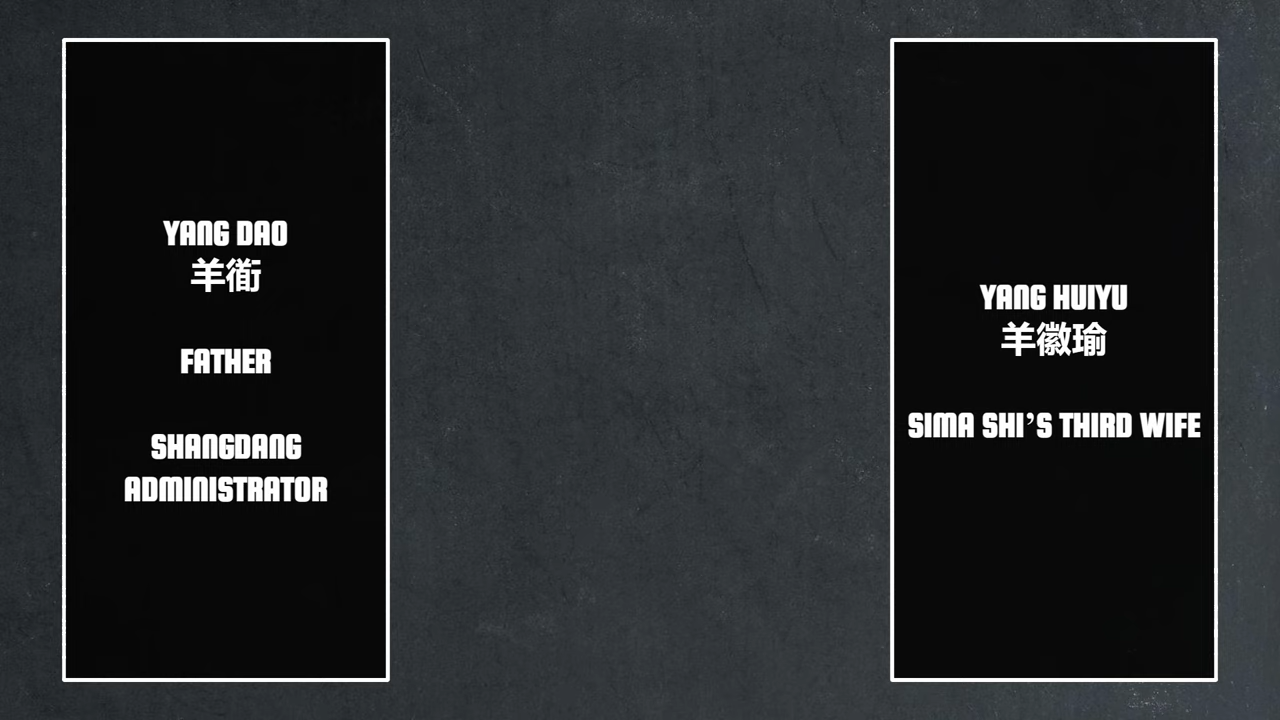 YANG DAO
羊衜
FATHER
SHANGDANG
ADMINISTRATOR
YANG HUIYU
羊徽瑜
SIMA SHI’S THIRD WIFE